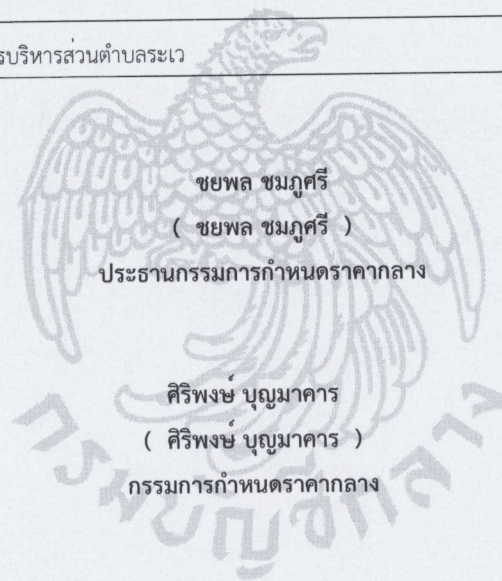 รบริหารส่วนตำบลระเว
ชยพล ชมภูศรี
( ชยพล ชมภูศรี )
ประธานกรรมการกำหนดราคากลาง
ศิริพงษ์ บุญมาคาร
( ศิริพงษ์ บุญมาคาร )
กรรมการกำหนดราคากลาง
กรมบัญชีกลาง